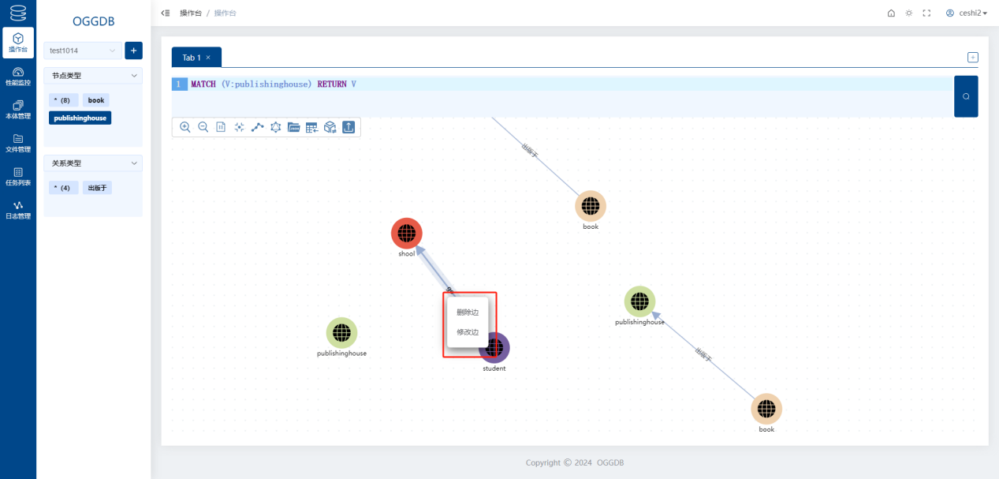 OGGDB
操作台 / 操作台
ceshi2
操作台
性能监控
本体管理
文件管理
任务列表
日志管理
test1014
+
节点类型
* (8)
book
publishinghouse
关系类型
* (4)
出版于
Tab 1 ×
1 MATCH (V:publishinghouse) RETURN V
出版于
book
shool
go
删除边
修改边
publishinghouse
publishinghouse
student
出版于
book
Copyright © 2024 OGGDB